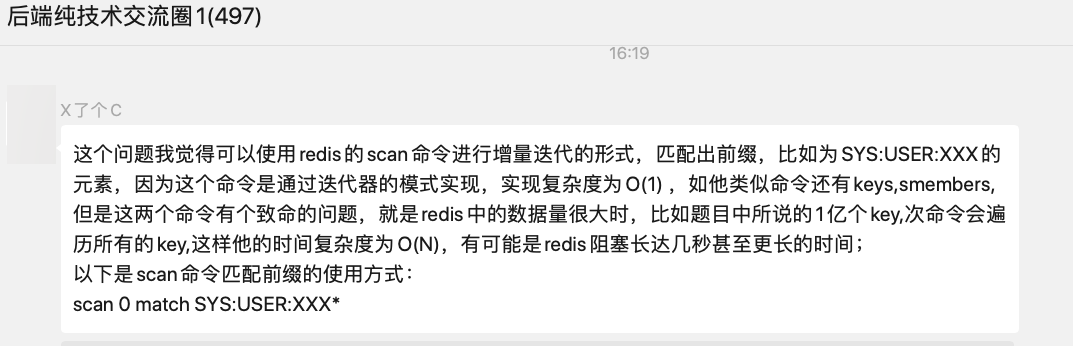 后端纯技术交流圈1(497)
16:19
X了个C
这个问题我觉得可以使用redis的scan命令进行增量迭代的形式，匹配出前缀，比如为SYS:USER:XXX的
元素，因为这个命令是通过迭代器的模式实现，实现复杂度为O(1) ，如他类似命令还有keys,smembers,
但是这两个命令有个致命的问题，就是redis中的数据量很大时，比如题目中所说的1亿个key,次命令会遍
历所有的key,这样他的时间复杂度为O(N)，有可能是redis阻塞长达几秒甚至更长的时间；
以下是scan命令匹配前缀的使用方式：
scan 0 match SYS:USER:XXX*